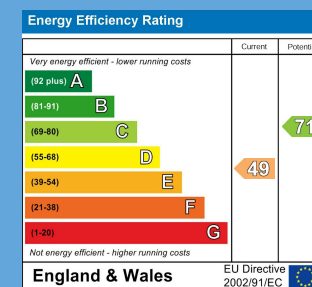 Energy Efficiency Rating
Current
Very energy efficient - lower running costs
(92 plus) A
(81-91) B
(69-80) C
71
(55-68) D
(39-54) E
49
(21-38) F
(1-20) G
Not energy efficient - higher running costs
England & Wales
EU Directive
2002/91/EC